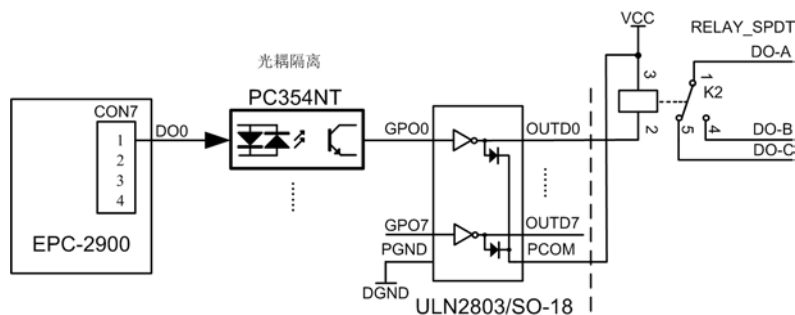 VCC
RELAY_SPDT
DO-A
光耦隔离
PC354NT
3
1
K2
CON7
1
2
3
4
DO0
GPO0
OUTD0
2
5
4
DO-B
DO-C
EPC-2900
GPO7
OUTD7
PGND
PCOM
DGND
ULN2803/SO-18